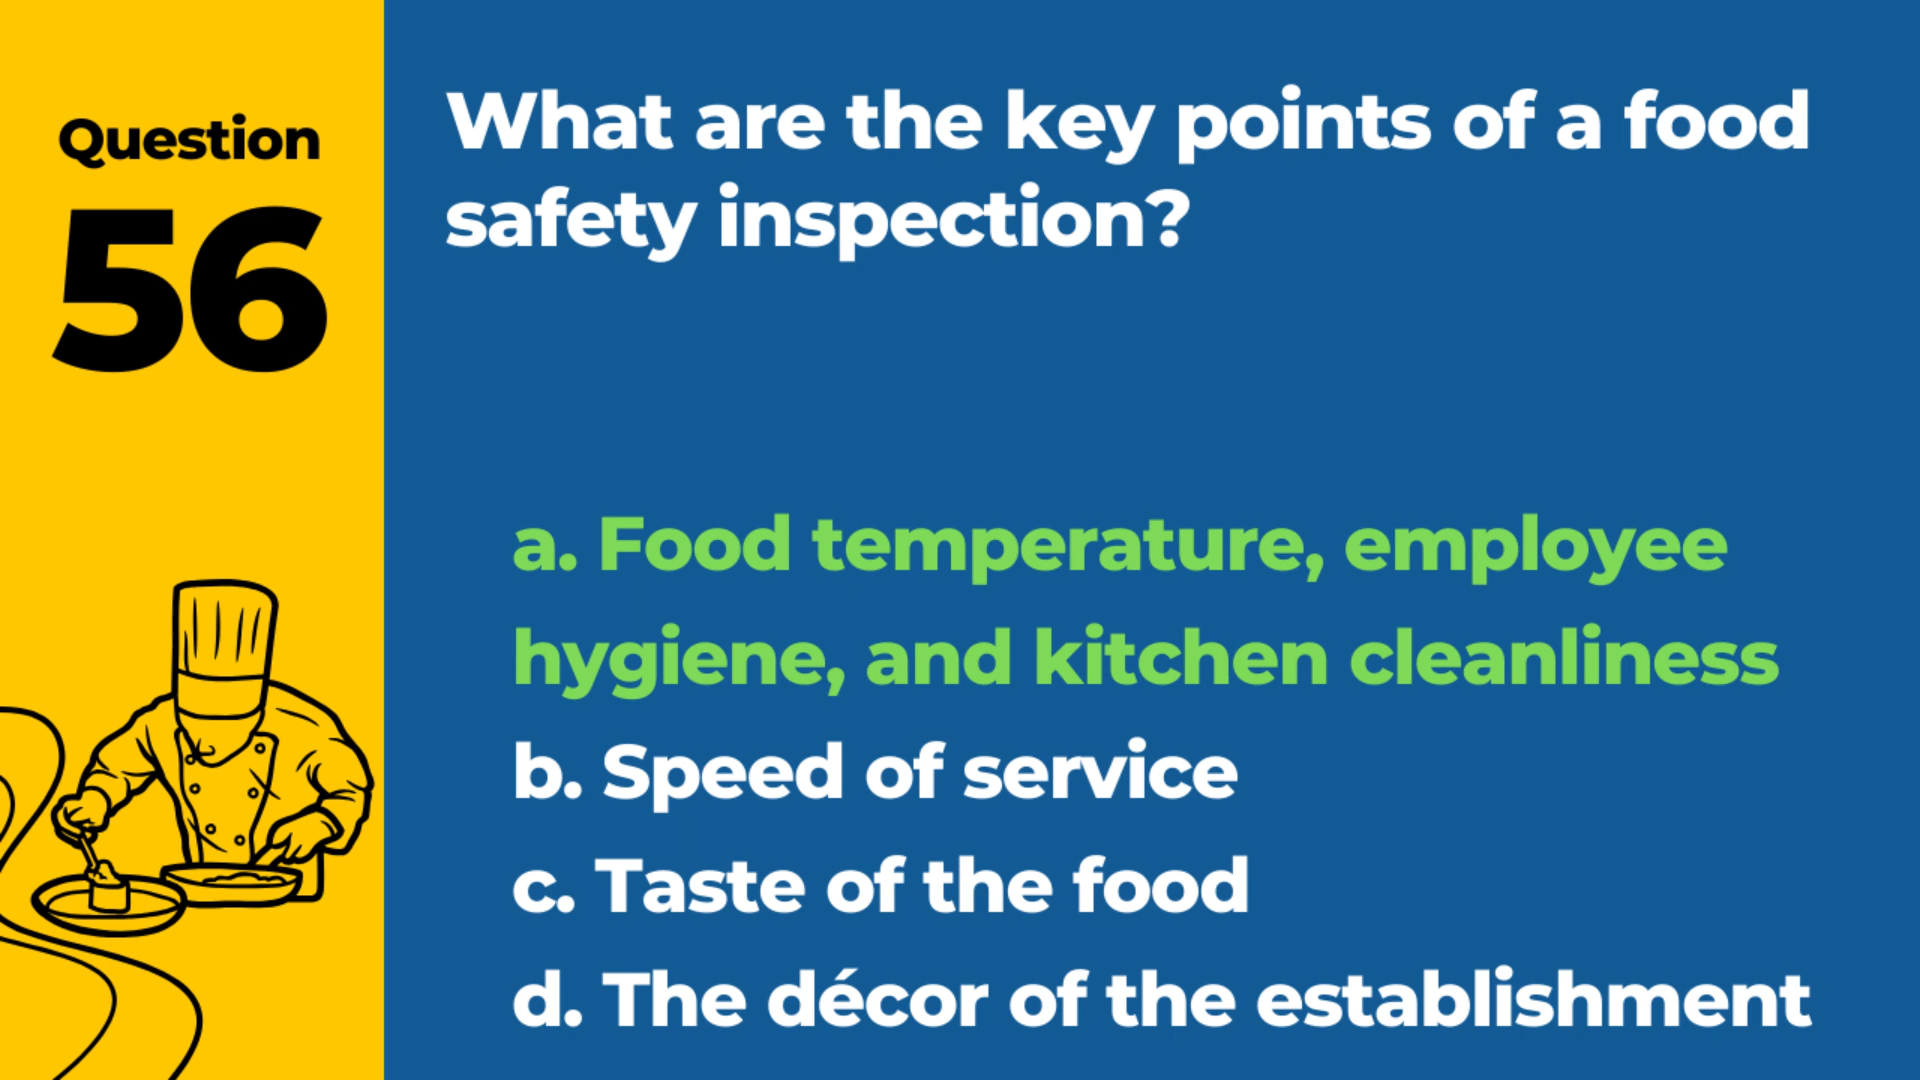 Question
56
What are the key points of a food
safety inspection?
a. Food temperature, employee
hygiene, and kitchen cleanliness
b. Speed of service
c. Taste of the food
d. The décor of the establishment